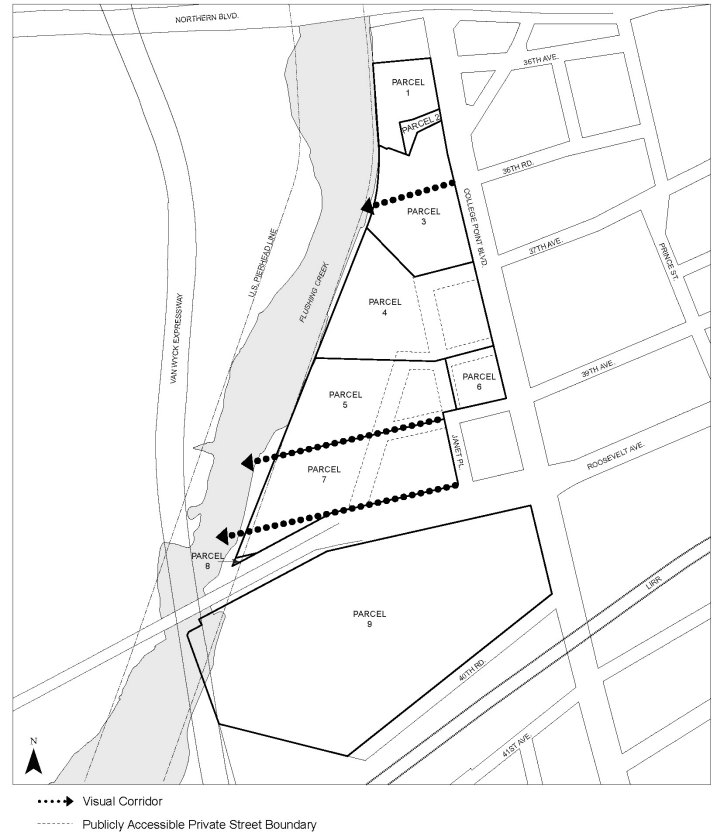 NORTHERN BLVD.
36TH AVE.
PARCEL
1
PARCEL 2
36TH RD.
PARCEL
3
COLLEGE POINT BLVD.
37TH AVE.
PRINCE ST.
U.S. PIERHEAD LINE
FLUSHING CREEK
VAN WYCK EXPRESSWAY
PARCEL
4
PARCEL
5
PARCEL
6
39TH AVE.
JANET PL.
ROOSEVELT AVE.
PARCEL
7
PARCEL
8
PARCEL
9
LIRR
40TH RD.
41ST AVE.
N
Visual Corridor
Publicly Accessible Private Street Boundary